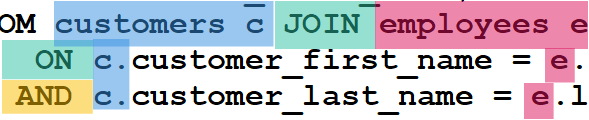 OM customers c JOIN employees e
ON c.customer_first_name = e.
AND c.customer_last_name = e.l